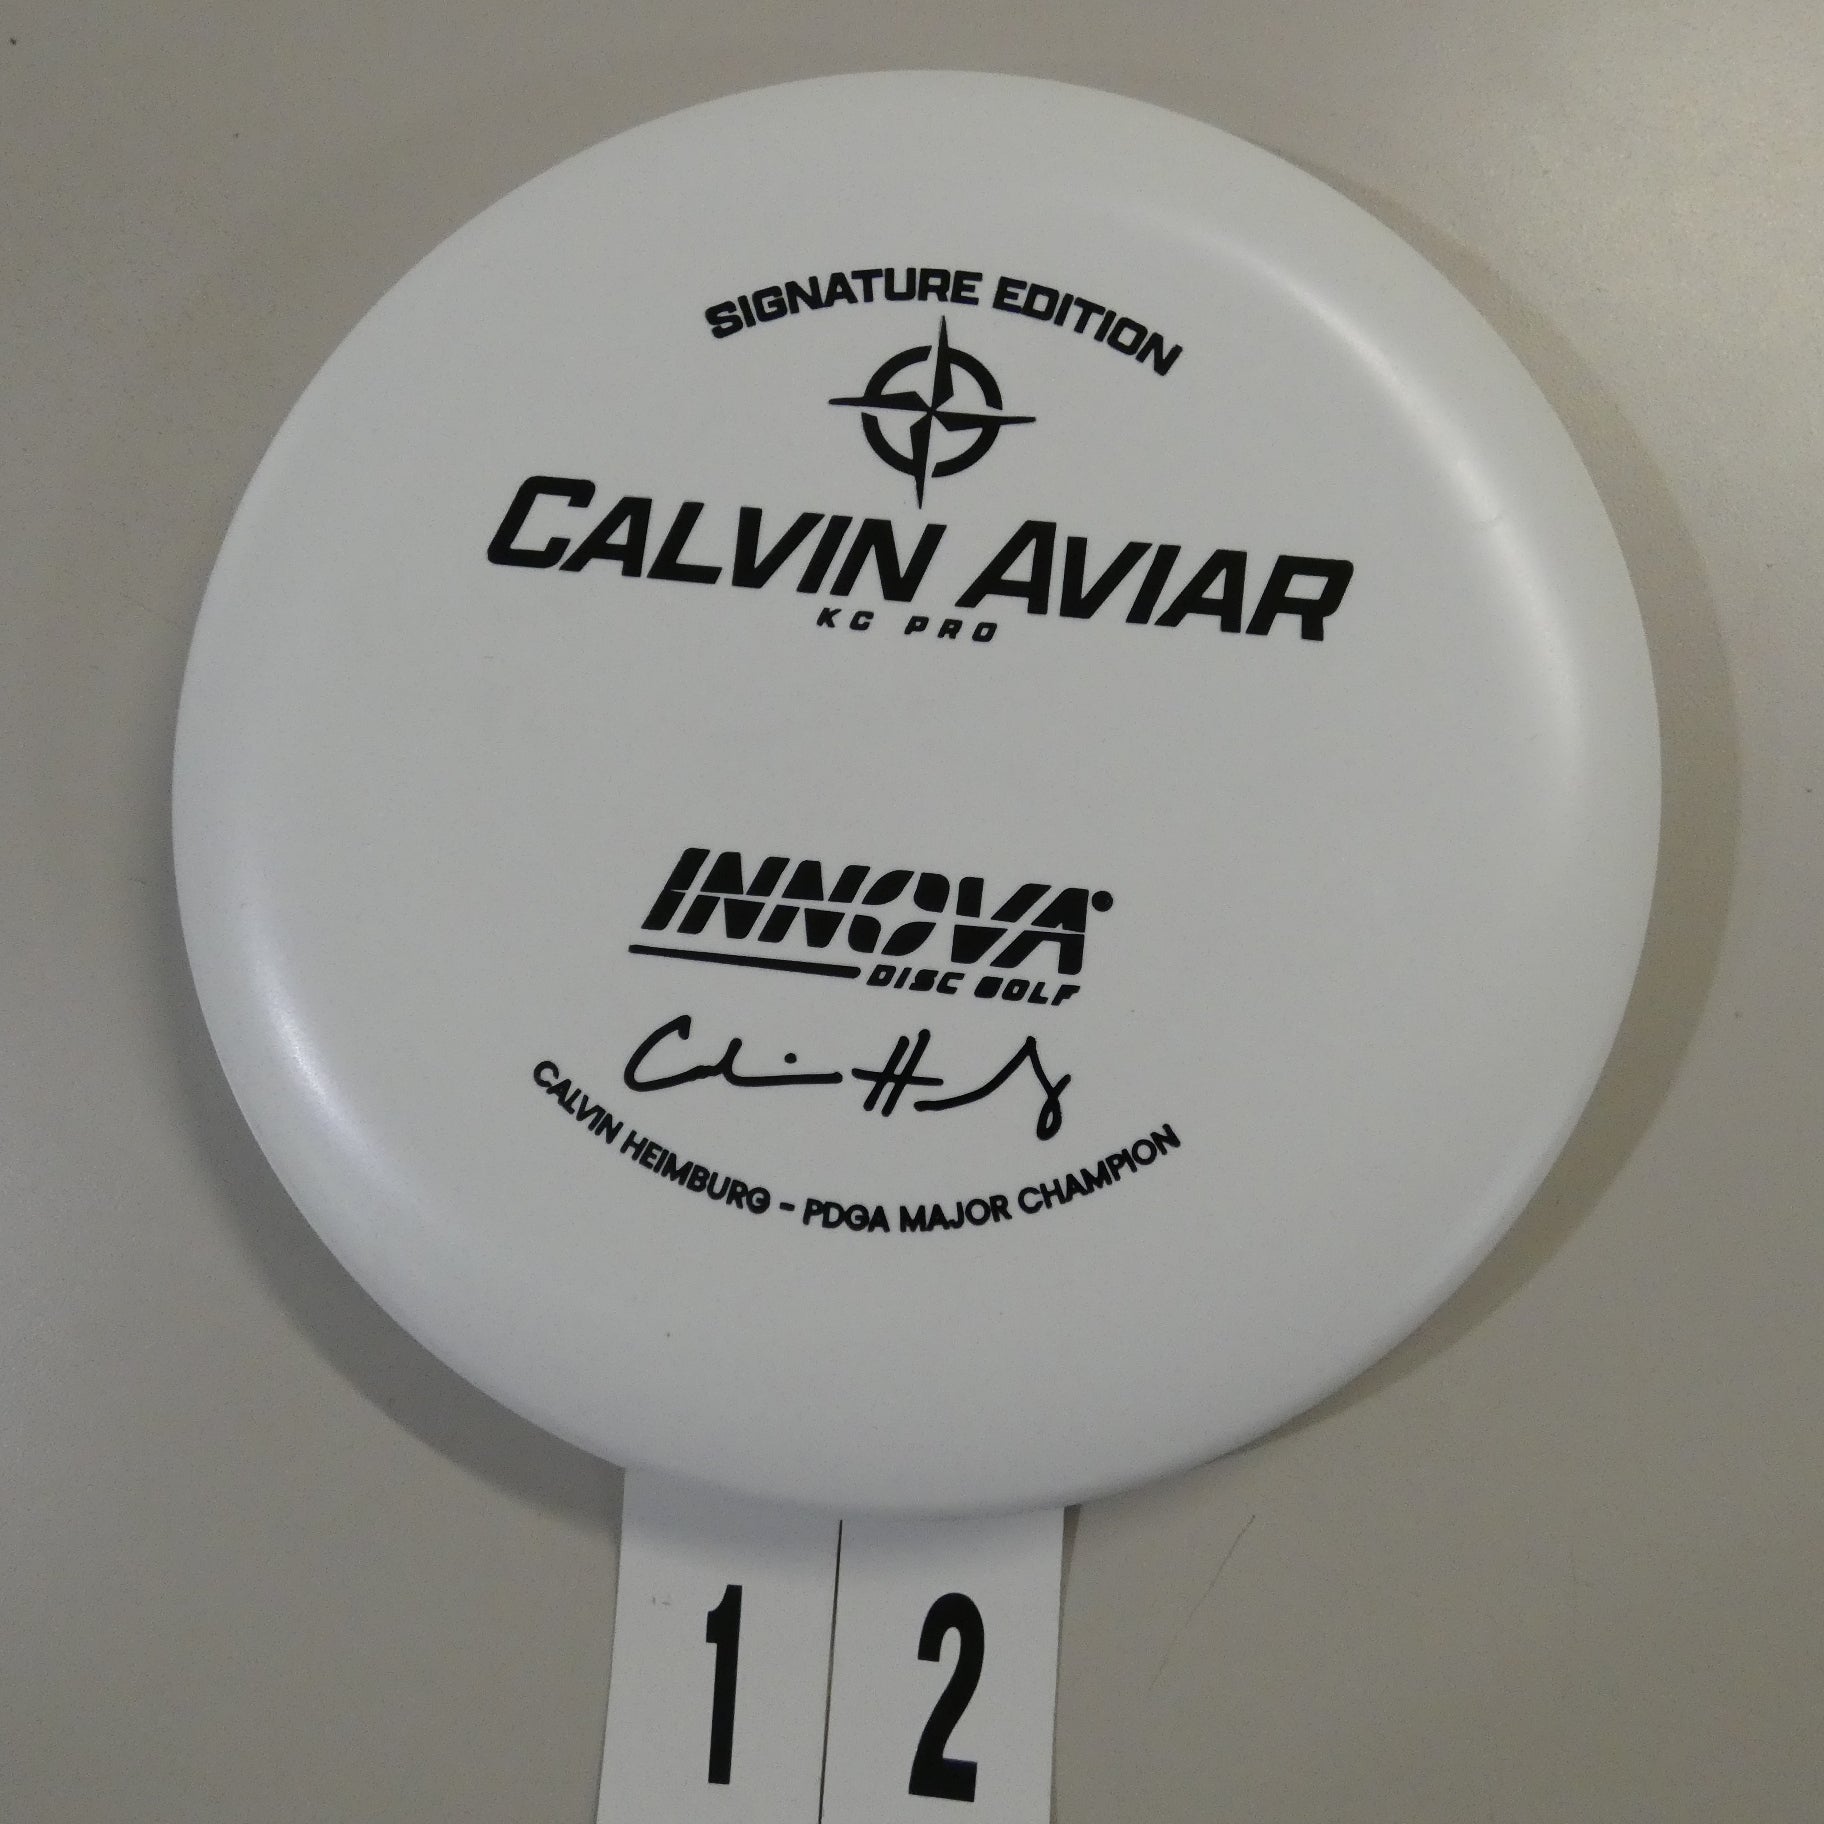 SIGNATURE EDITION
CALVIN AVIAR
KC PRO
INNOVA
DISC GOLF
CALVIN HEIMBURG - PDGA MAJOR CHAMPION
1 2